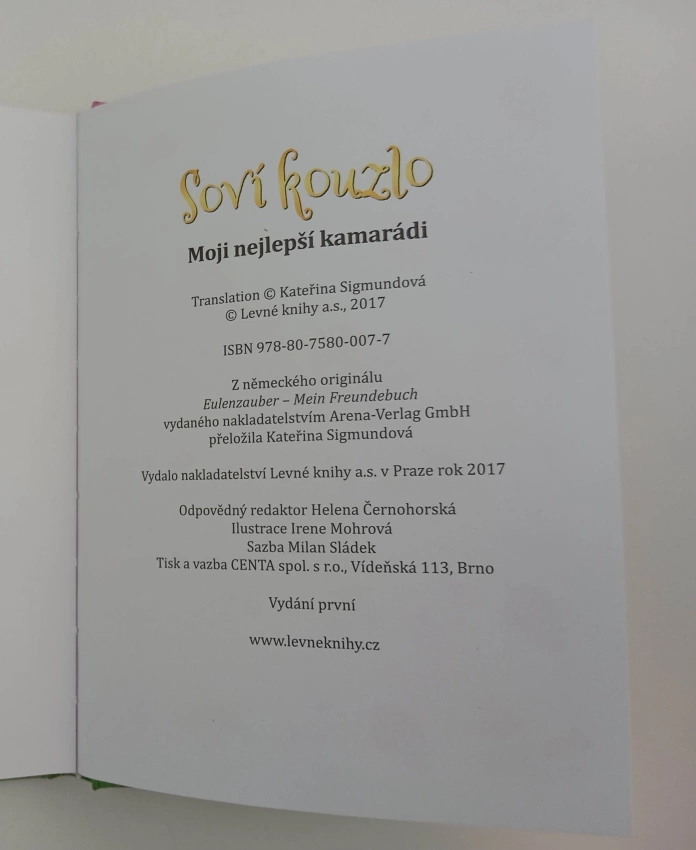 Soví kouzlo
Moji nejlepší kamarádi
Translation © Kateřina Sigmundová
© Levné knihy a.s., 2017
ISBN 978-80-7580-007-7
Z německého originálu
Eulenzauber – Mein Freundebuch
vydaného nakladatelstvím Arena-Verlag GmbH
přeložila Kateřina Sigmundová
Vydalo nakladatelství Levné knihy a.s. v Praze rok 2017
Odpovědný redaktor Helena Černohorská
Ilustrace Irene Mohrová
Sazba Milan Sládek
Tisk a vazba CENTA spol. s r.o., Vídeňská 113, Brno
Vydání první
www.levneknihy.cz